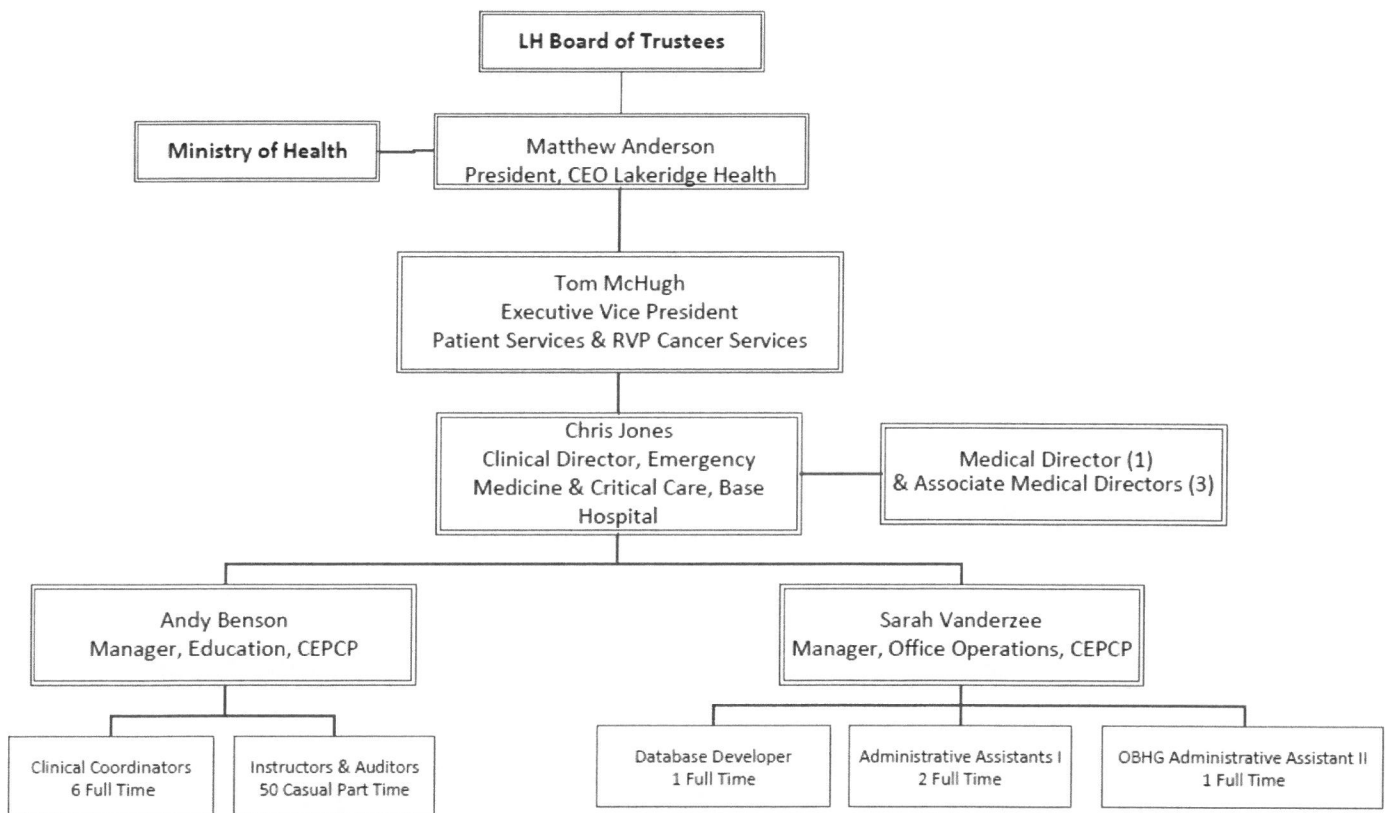 LH Board of Trustees
Ministry of Health
Matthew Anderson
President, CEO Lakeridge Health
Tom McHugh
Executive Vice President
Patient Services & RVP Cancer Services
Chris Jones
Clinical Director, Emergency
Medicine & Critical Care, Base
Hospital
Medical Director (1)
& Associate Medical Directors (3)
Andy Benson
Manager, Education, CEPCP
Sarah Vanderzee
Manager, Office Operations, CEPCP
Clinical Coordinators
6 Full Time
Instructors & Auditors
50 Casual Part Time
Database Developer
1 Full Time
Administrative Assistants I
2 Full Time
OBHG Administrative Assistant II
1 Full Time